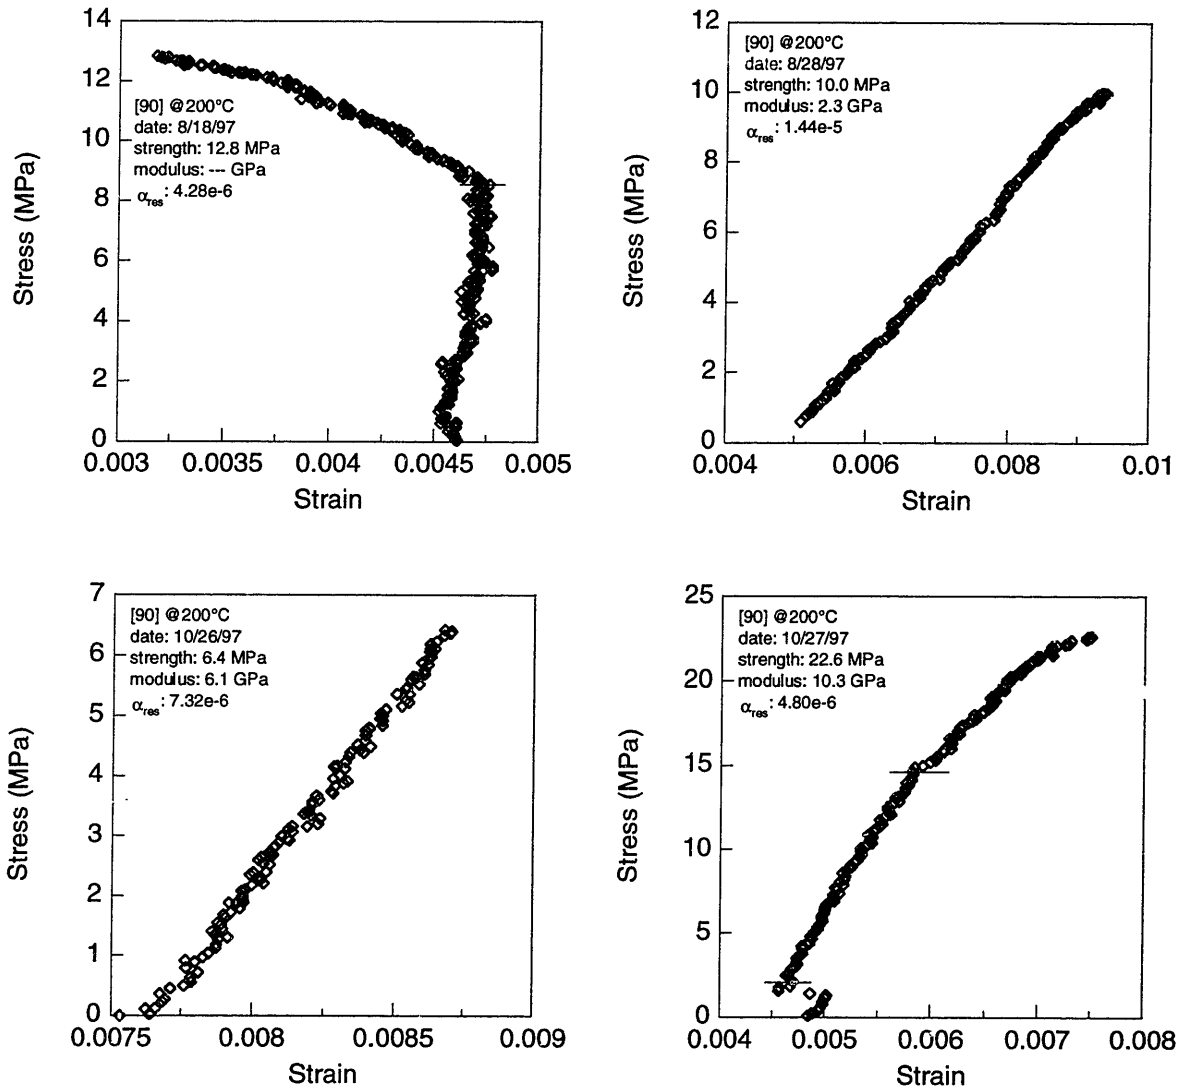 14
12
10
8
6
4
2
0
Stress (MPa)
[90] @200°C
date: 8/18/97
strength: 12.8 MPa
modulus: --- GPa
αres: 4.28e-6
0.003
0.0035
0.004
0.0045
0.005
Strain
12
10
8
6
4
2
0
Stress (MPa)
[90] @200°C
date: 8/28/97
strength: 10.0 MPa
modulus: 2.3 GPa
αres: 1.44e-5
0.004
0.006
0.008
0.01
Strain
7
6
5
4
3
2
1
0
Stress (MPa)
[90] @200°C
date: 10/26/97
strength: 6.4 MPa
modulus: 6.1 GPa
αres: 7.32e-6
0.0075
0.008
0.0085
0.009
Strain
25
20
15
10
5
0
Stress (MPa)
[90] @200°C
date: 10/27/97
strength: 22.6 MPa
modulus: 10.3 GPa
αres: 4.80e-6
0.004
0.005
0.006
0.007
0.008
Strain